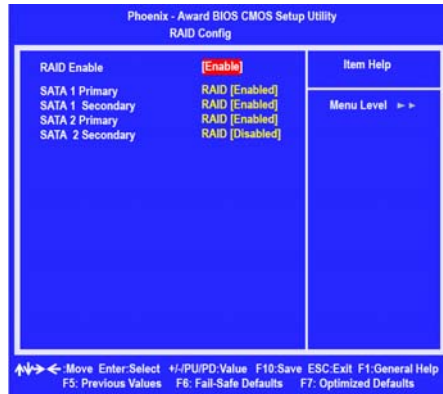 Phoenix - Award BIOS CMOS Setup Utility
RAID Config
RAID Enable [Enable] Item Help
SATA 1 Primary RAID [Enabled]
SATA 1 Secondary RAID [Enabled] Menu Level ►►
SATA 2 Primary RAID [Enabled]
SATA 2 Secondary RAID [Disabled]
↑↓→←:Move Enter:Select +/-/PU/PD:Value F10:Save ESC:Exit F1:General Help
F5: Previous Values F6: Fail-Safe Defaults F7: Optimized Defaults